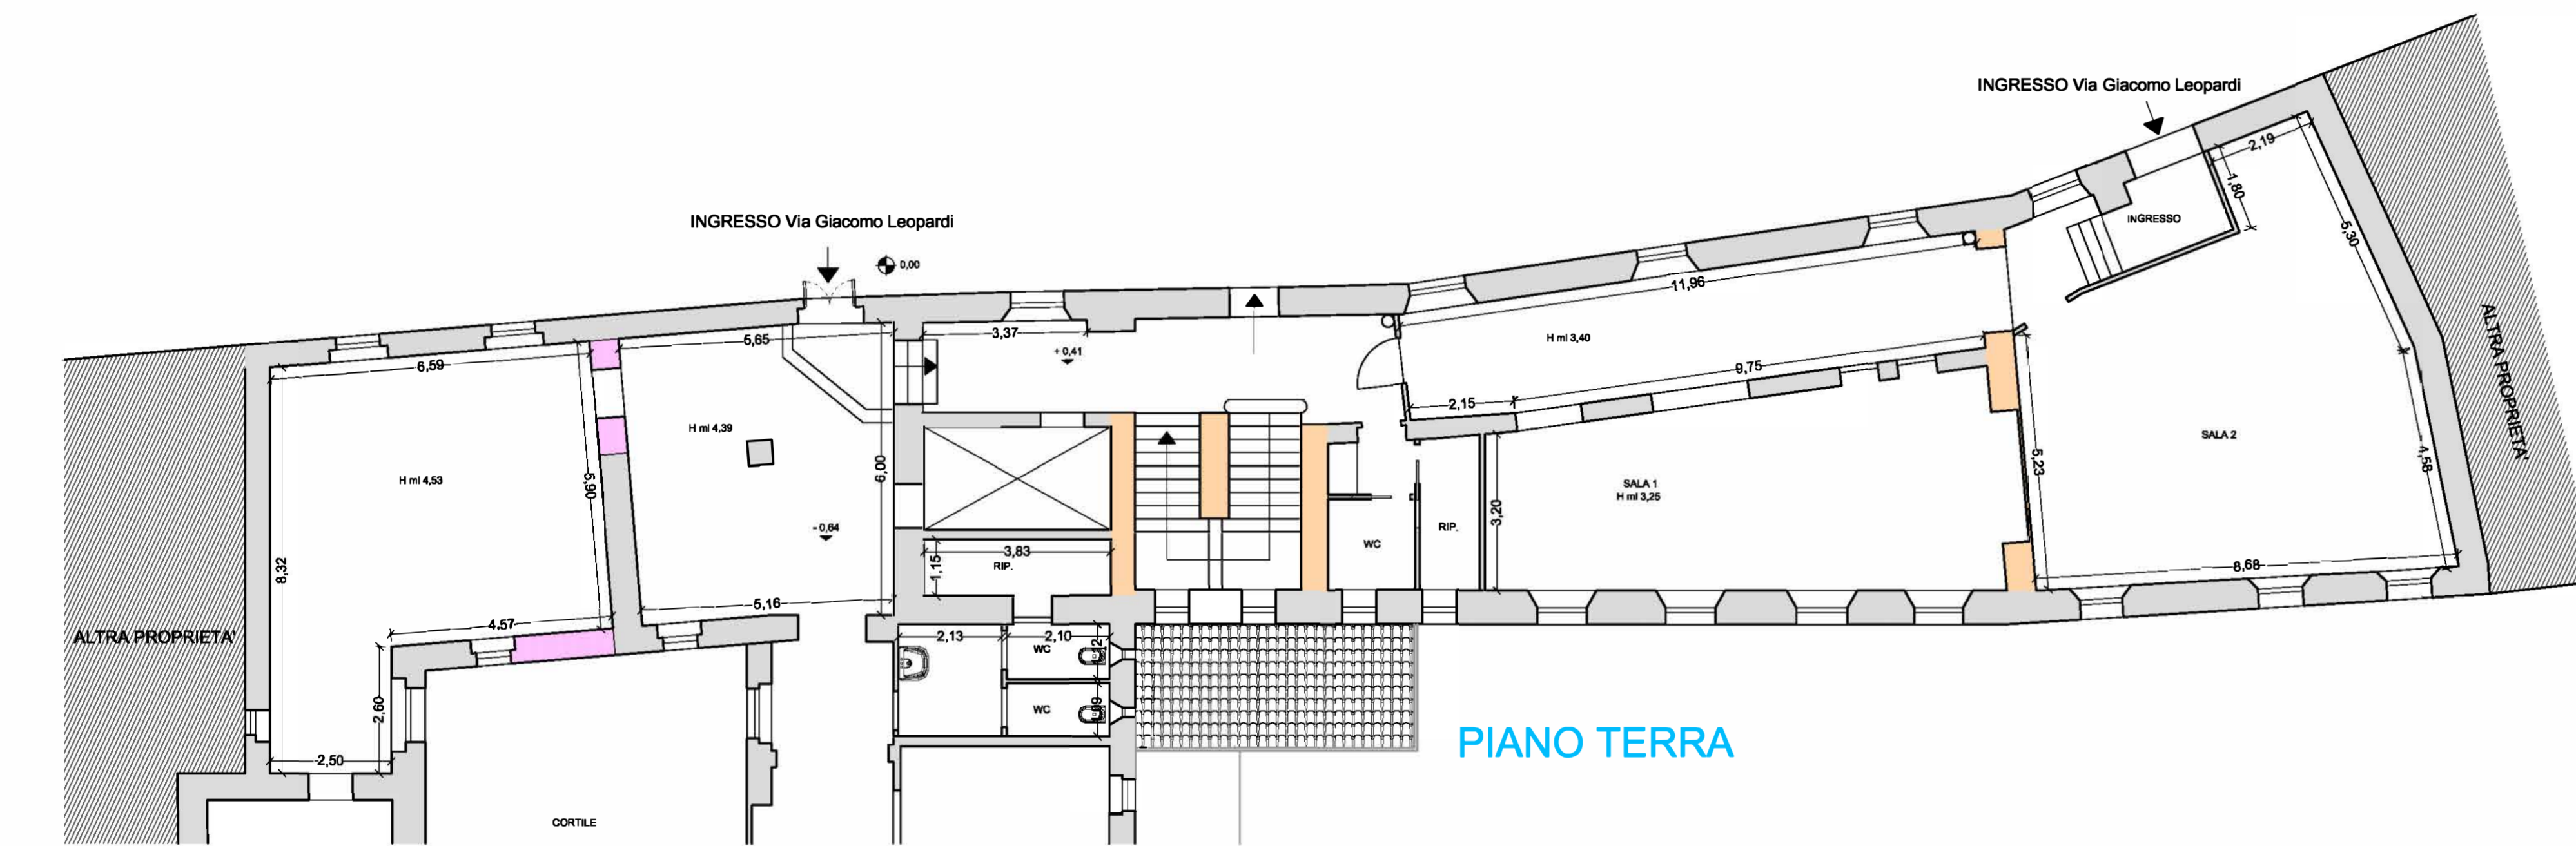 INGRESSO Via Giacomo Leopardi
2,19
1,80
INGRESSO
5,30
INGRESSO Via Giacomo Leopardi
0,00
11,96
ALTRA PROPRIETA'
3,37
5,65
H ml 3,40
+ 0,41
6,59
9,75
2,15
H ml 4,39
SALA 2
4,58
5,23
6,00
H ml 4,53
5,90
SALA 1
H ml 3,25
3,20
- 0,64
RIP.
WC
3,83
RIP.
1,15
8,32
8,68
5,16
4,57
ALTRA PROPRIETA'
2,13
2,10
WC
2,60
WC
PIANO TERRA
2,50
CORTILE